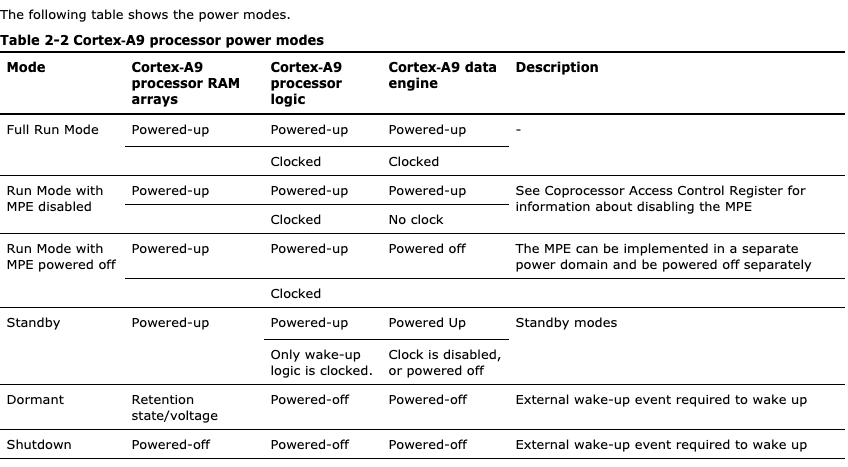 The following table shows the power modes.
Table 2-2 Cortex-A9 processor power modes
Mode Cortex-A9 processor RAM arrays Cortex-A9 processor logic Cortex-A9 data engine Description
Full Run Mode Powered-up Powered-up Powered-up -
Clocked Clocked
Run Mode with MPE disabled Powered-up Powered-up Powered-up See Coprocessor Access Control Register for information about disabling the MPE
Clocked No clock
Run Mode with MPE powered off Powered-up Powered-up Powered off The MPE can be implemented in a separate power domain and be powered off separately
Clocked
Standby Powered-up Powered-up Powered Up Standby modes
Only wake-up logic is clocked. Clock is disabled, or powered off
Dormant Retention state/voltage Powered-off Powered-off External wake-up event required to wake up
Shutdown Powered-off Powered-off Powered-off External wake-up event required to wake up